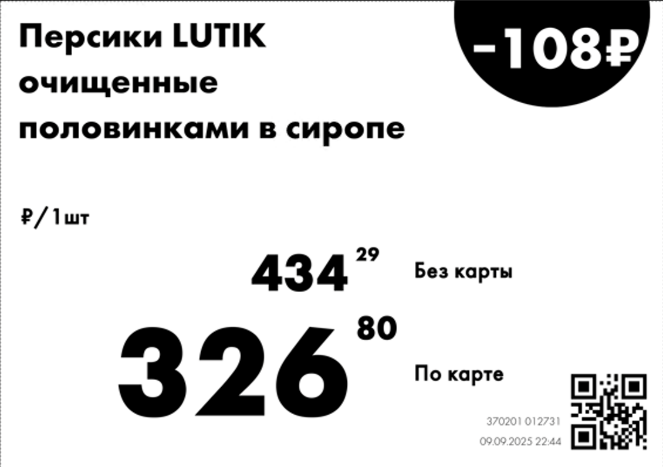 Персики LUTIK
очищенные
половинками в сиропе
-108₽
₽/1шт
434 29 Без карты
326 80 По карте
370201 012731
09.09.2025 22:44